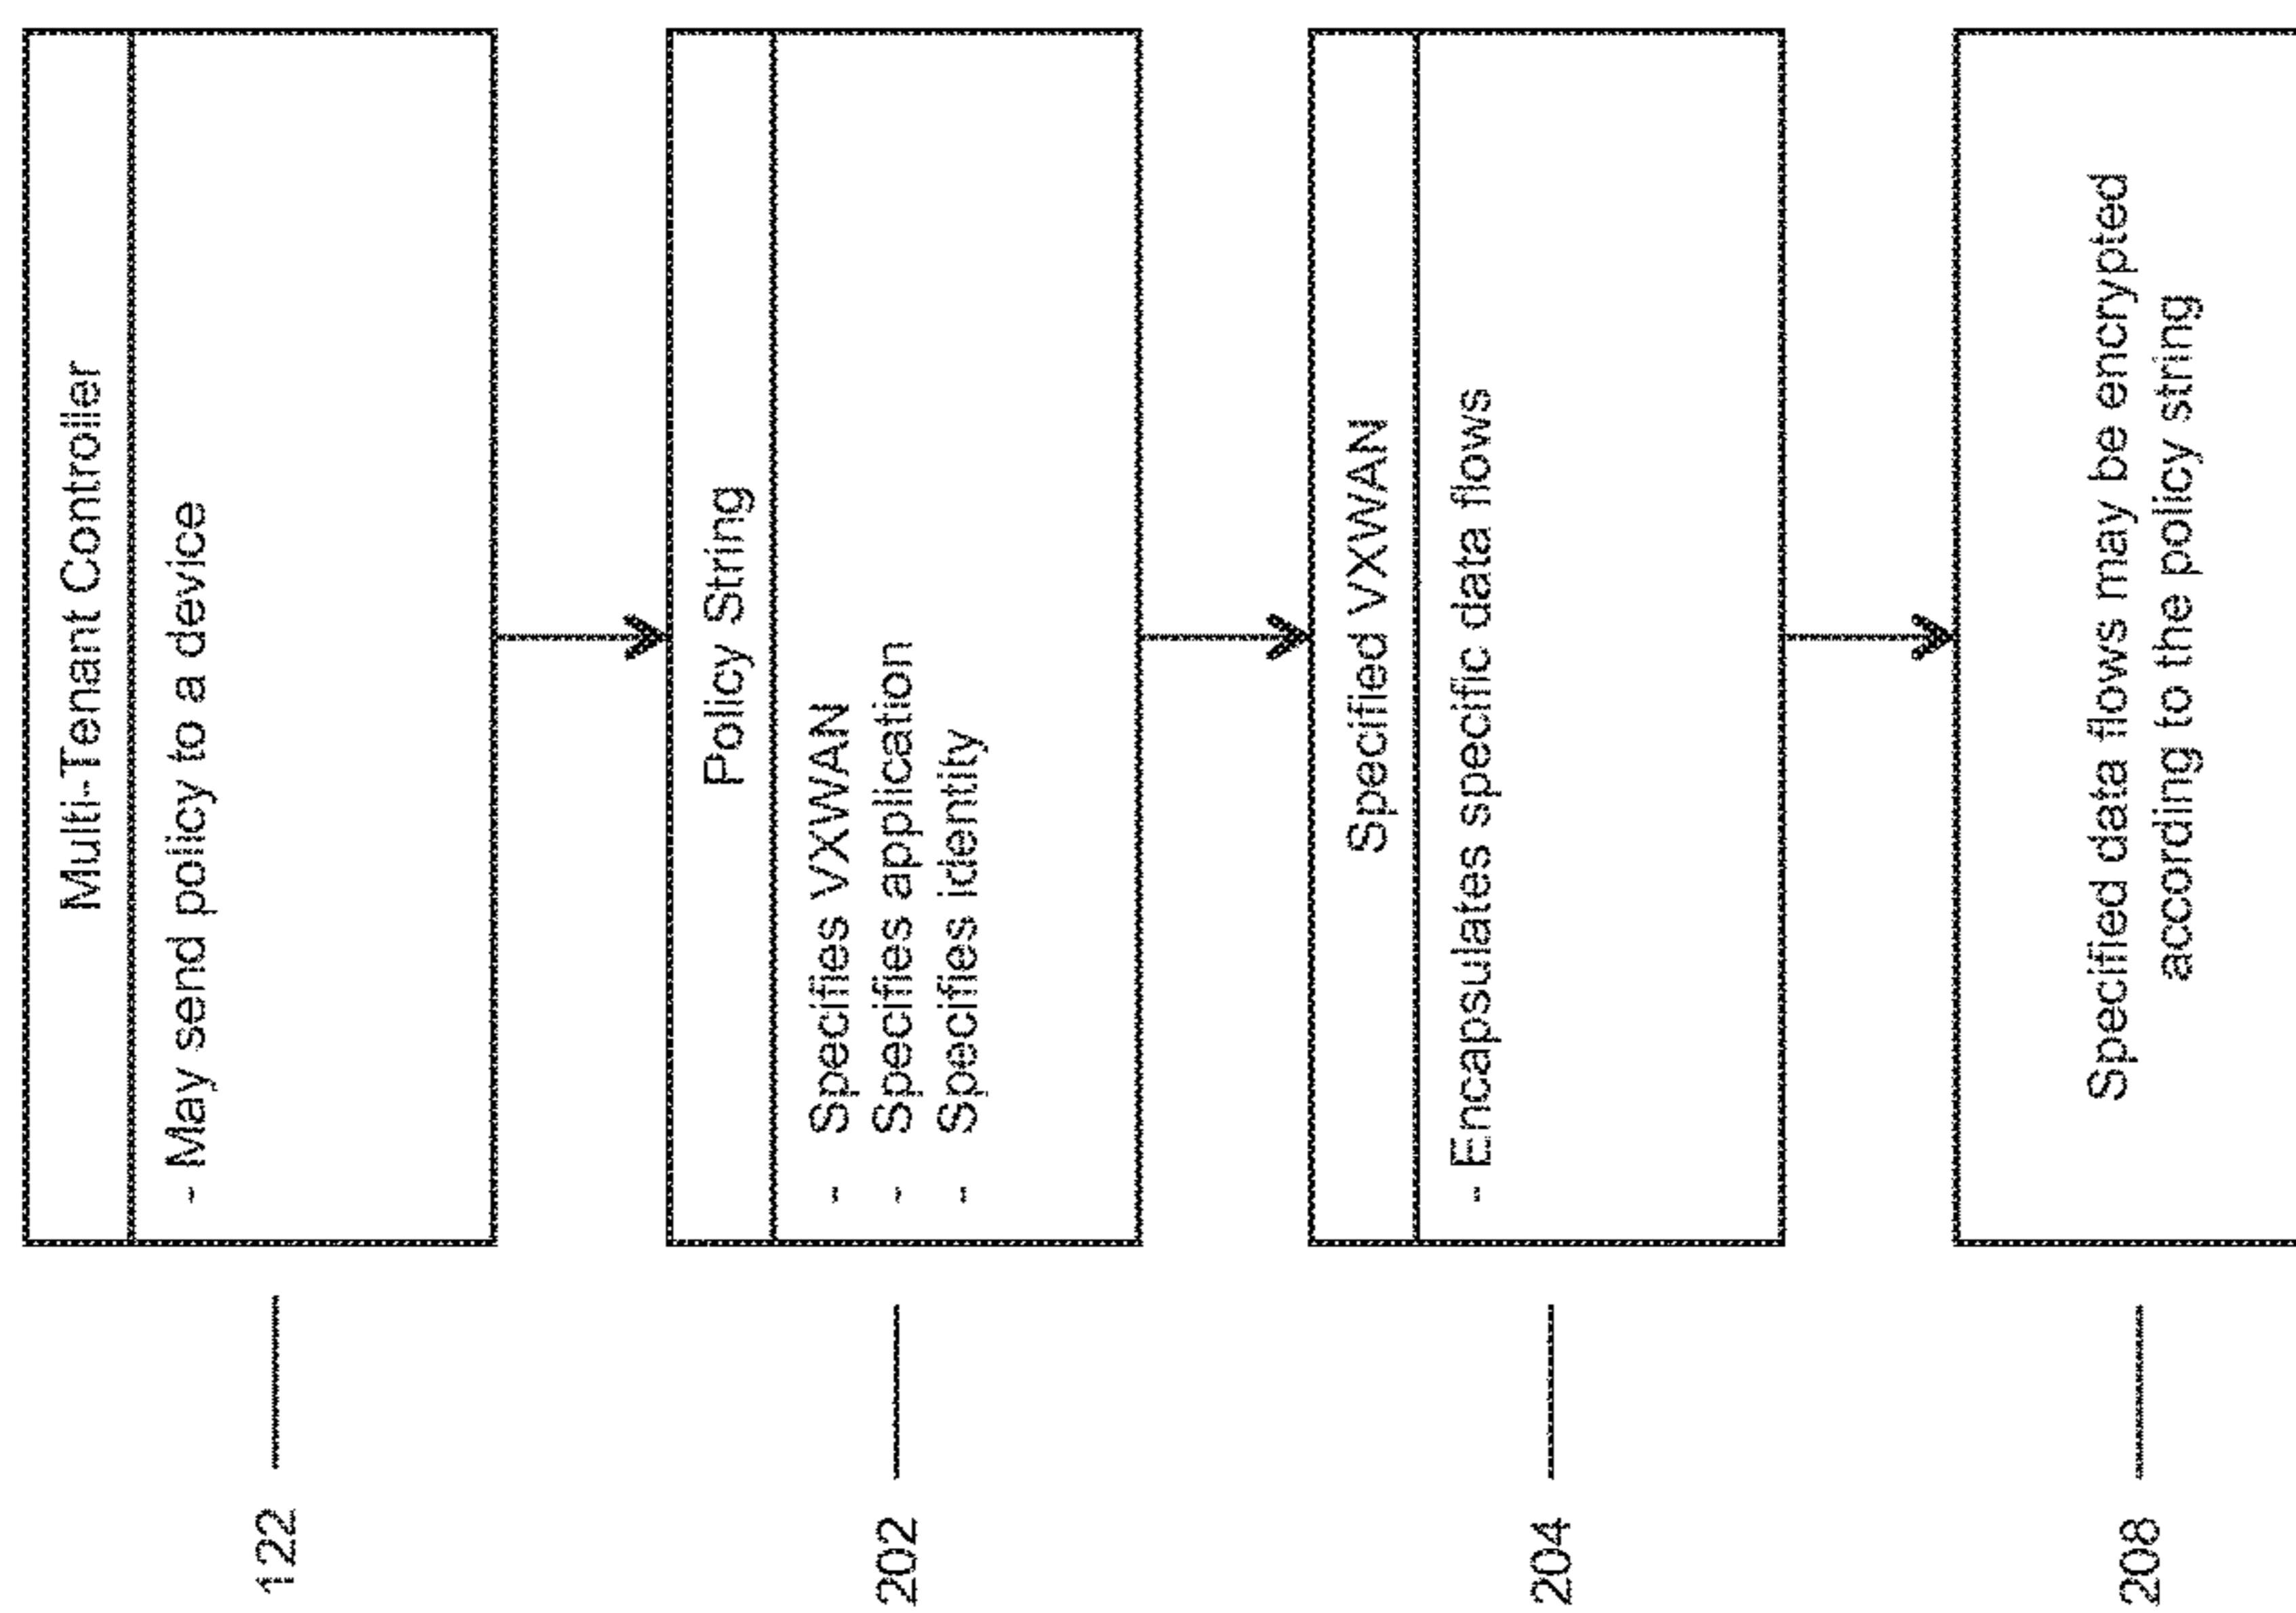 Multi-Tenant Controller
- May send policy to a device
122
Policy String
- Specifies VXWAN
- Specifies application
- Specifies identity
202
Specified VXWAN
- Encapsulates specific data flows
204
Specified data flows may be encrypted
according to the policy string
208